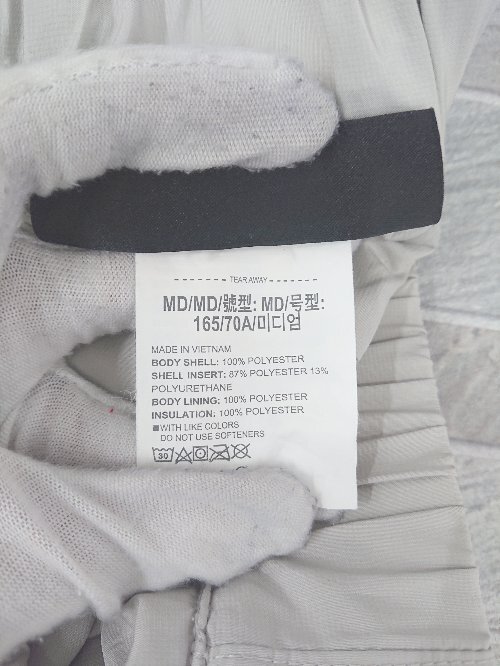 TEAR AWAY
MD/MD/號型: MD/号型:
165/70A/미디엄
MADE IN VIETNAM
BODY SHELL: 100% POLYESTER
SHELL INSERT: 87% POLYESTER 13%
POLYURETHANE
BODY LINING: 100% POLYESTER
INSULATION: 100% POLYESTER
■WITH LIKE COLORS
DO NOT USE SOFTENERS
30